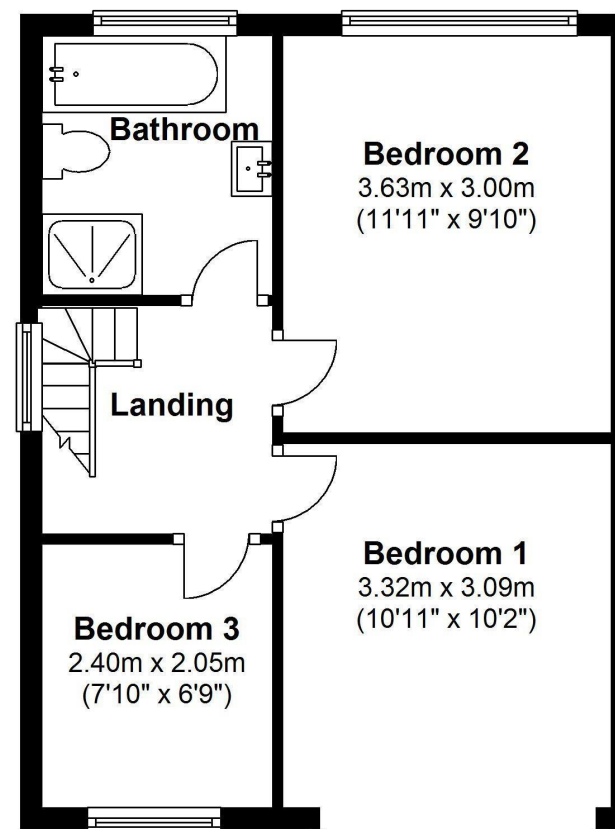 Bathroom
Bedroom 2
3.63m x 3.00m
(11'11" x 9'10")
Landing
Bedroom 1
3.32m x 3.09m
(10'11" x 10'2")
Bedroom 3
2.40m x 2.05m
(7'10" x 6'9")